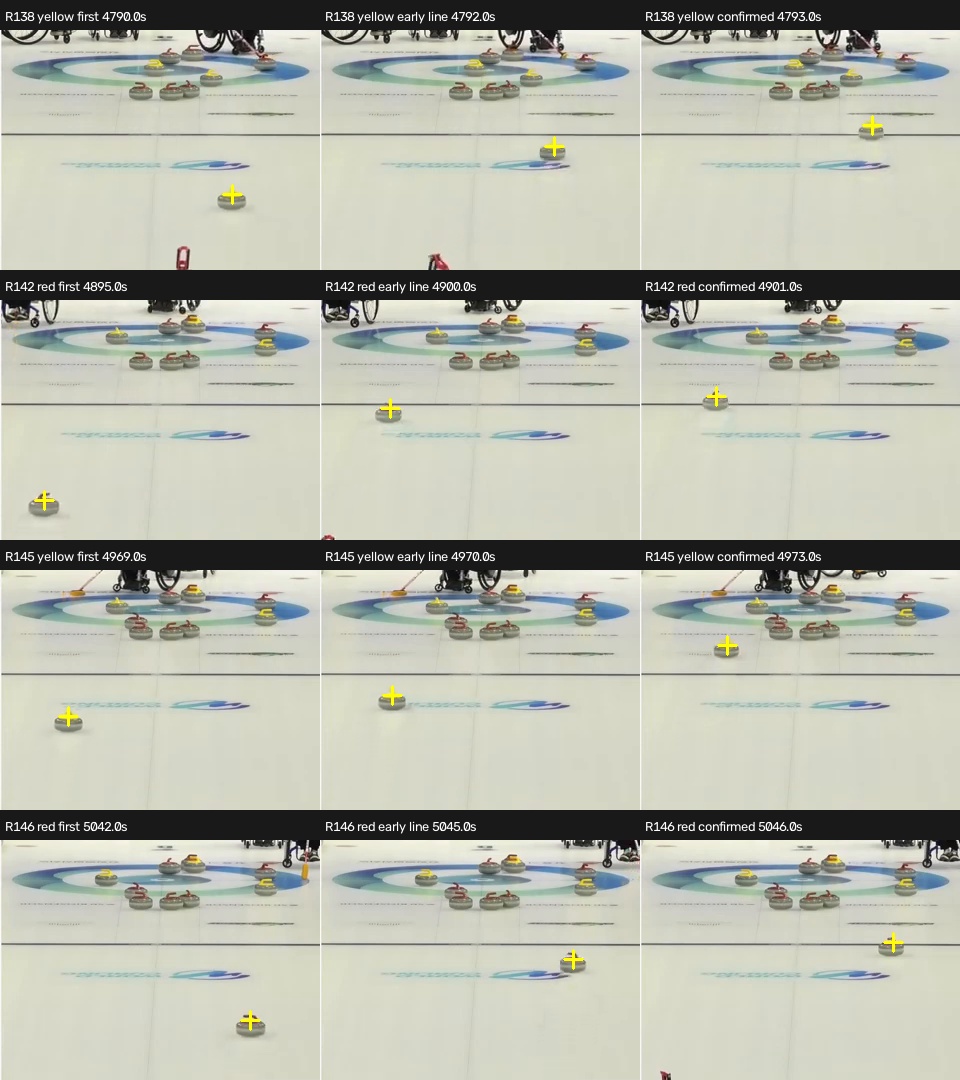 R138 yellow first 4790.0s
R138 yellow early line 4792.0s
R138 yellow confirmed 4793.0s
R142 red first 4895.0s
R142 red early line 4900.0s
R142 red confirmed 4901.0s
R145 yellow first 4969.0s
R145 yellow early line 4970.0s
R145 yellow confirmed 4973.0s
R146 red first 5042.0s
R146 red early line 5045.0s
R146 red confirmed 5046.0s